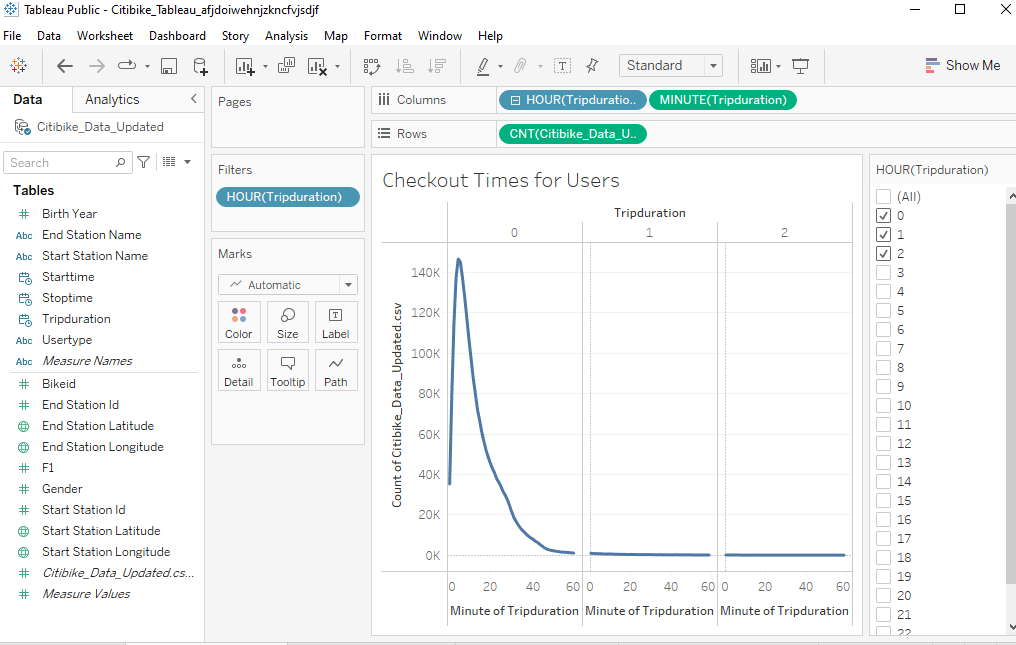 Tableau Public - Citibike_Tableau_afjdoiwehnjzkncfvjsdjf
File Data Worksheet Dashboard Story Analysis Map Format Window Help
Standard
Show Me
Data
Analytics
Citibike_Data_Updated
Search
Tables
Birth Year
Abc End Station Name
Abc Start Station Name
Starttime
Stoptime
Tripduration
Abc Usertype
Abc Measure Names
Bikeid
End Station Id
End Station Latitude
End Station Longitude
F1
Gender
Start Station Id
Start Station Latitude
Start Station Longitude
Citibike_Data_Updated.cs...
Measure Values
Pages
Filters
HOUR(Tripduration)
Marks
Automatic
Color Size Label
Detail Tooltip Path
Columns
HOUR(Tripduratio..
MINUTE(Tripduration)
Rows
CNT(Citibike_Data_U..
Checkout Times for Users
Tripduration
0 1 2
Count of Citibike_Data_Updated.csv
140K
120K
100K
80K
60K
40K
20K
0K
0 20 40 60 0 20 40 60 0 20 40 60
Minute of Tripduration Minute of Tripduration Minute of Tripduration
HOUR(Tripduration)
(All)
0
1
2
3
4
5
6
7
8
9
10
11
12
13
14
15
16
17
18
19
20
21
22